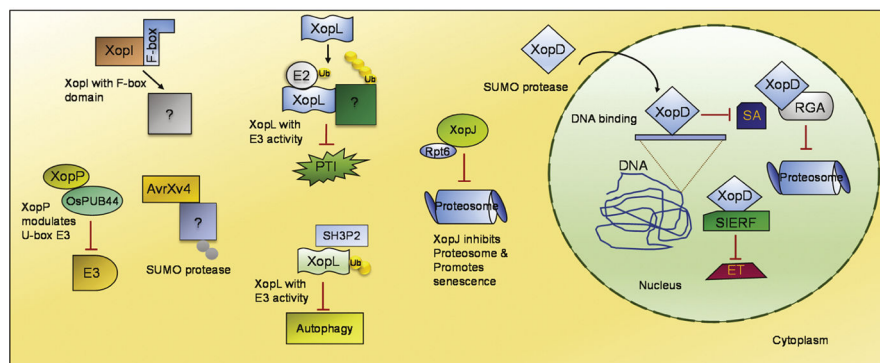 XopI
F-box
XopI with F-box
domain
?
XopL
E2
Ub
Ub
XopL
?
XopL with
E3 activity
PTI
XopP
OsPUB44
XopP
modulates
U-box E3
E3
AvrXv4
?
SUMO protease
SH3P2
XopL
Ub
XopL with
E3 activity
Autophagy
XopJ
Rpt6
Proteosome
XopJ inhibits
Proteosome &
Promotes
senescence
XopD
SUMO protease
DNA binding
XopD
SA
XopD
RGA
Proteosome
DNA
XopD
SlERF
ET
Nucleus
Cytoplasm